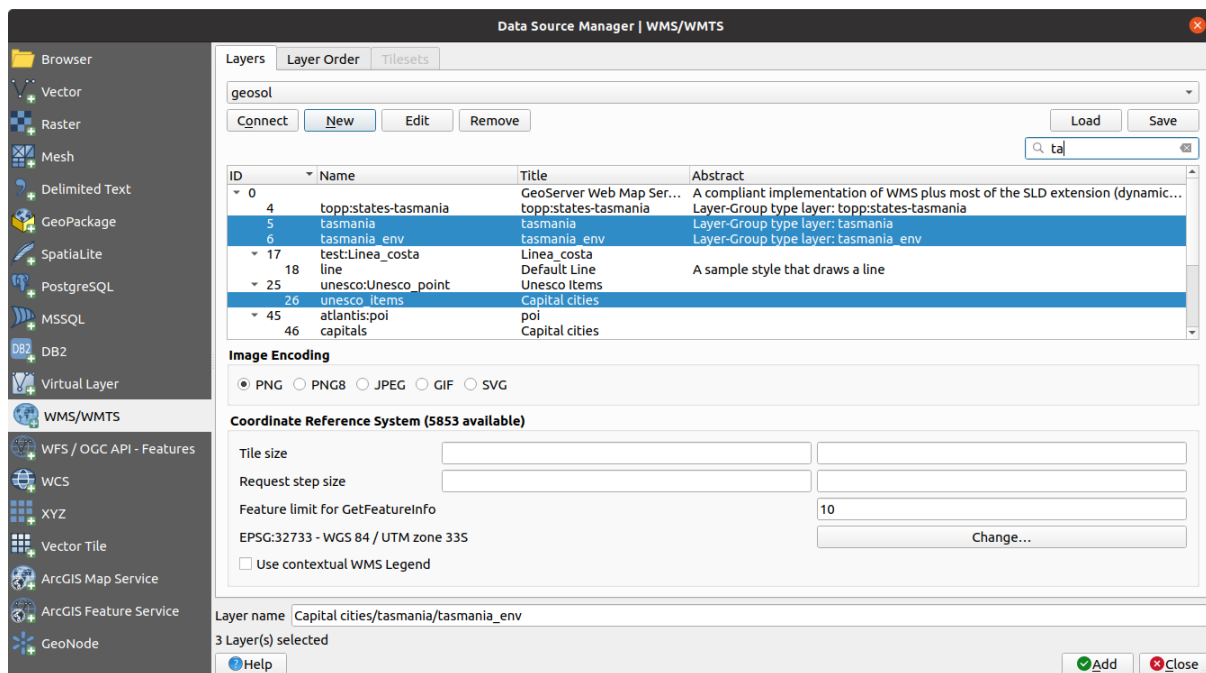 Data Source Manager | WMS/WMTS
Browser
Vector
Raster
Mesh
Delimited Text
GeoPackage
SpatiaLite
PostgreSQL
MSSQL
DB2 DB2
Virtual Layer
WMS/WMTS
WFS / OGC API - Features
WCS
XYZ
Vector Tile
ArcGIS Map Service
ArcGIS Feature Service
GeoNode
Layers Layer Order Tilesets
geosol
Connect New Edit Remove Load Save
ta
ID Name Title Abstract
0 GeoServer Web Map Ser... A compliant implementation of WMS plus most of the SLD extension (dynamic...
4 topp:states-tasmania topp:states-tasmania Layer-Group type layer: topp:states-tasmania
5 tasmania tasmania Layer-Group type layer: tasmania
6 tasmania_env tasmania_env Layer-Group type layer: tasmania_env
17 test:Linea_costa Linea_costa
18 line Default Line A sample style that draws a line
25 unesco:Unesco_point Unesco Items
26 unesco_items Capital cities
45 atlantis:poi poi
46 capitals Capital cities
Image Encoding
PNG PNG8 JPEG GIF SVG
Coordinate Reference System (5853 available)
Tile size
Request step size
Feature limit for GetFeatureInfo 10
EPSG:32733 - WGS 84 / UTM zone 33S Change...
Use contextual WMS Legend
Layer name Capital cities/tasmania/tasmania_env
3 Layer(s) selected
Help Add Close